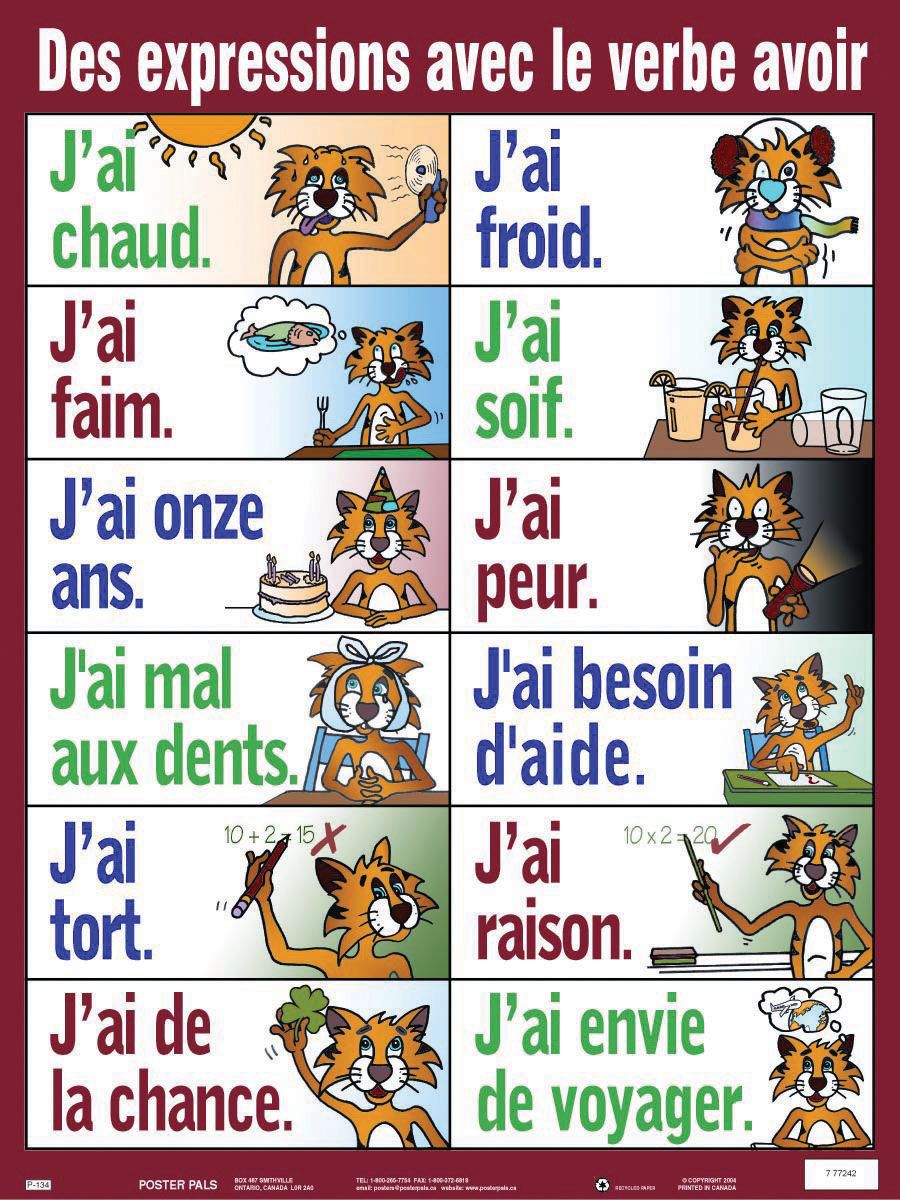 Des expressions avec le verbe avoir
J'ai
chaud.
J'ai
froid.
J'ai
faim.
J'ai
soif.
J'ai onze
ans.
J'ai
peur.
J'ai mal
aux dents.
J'ai besoin
d'aide.
J'ai
tort.
10 + 2 = 15 X
J'ai
raison.
10 x 2 = 20
J'ai de
la chance.
J'ai envie
de voyager.
P-134
POSTER PALS
BOX 487 SMITHVILLE
ONTARIO, CANADA L0R 2A0
TEL: 1-800-265-7754 FAX: 1-800-372-6819
email: posters@posterpals.ca website: www.posterpals.ca
RECYCLED PAPER
© COPYRIGHT 2004
PRINTED IN CANADA
7 77242